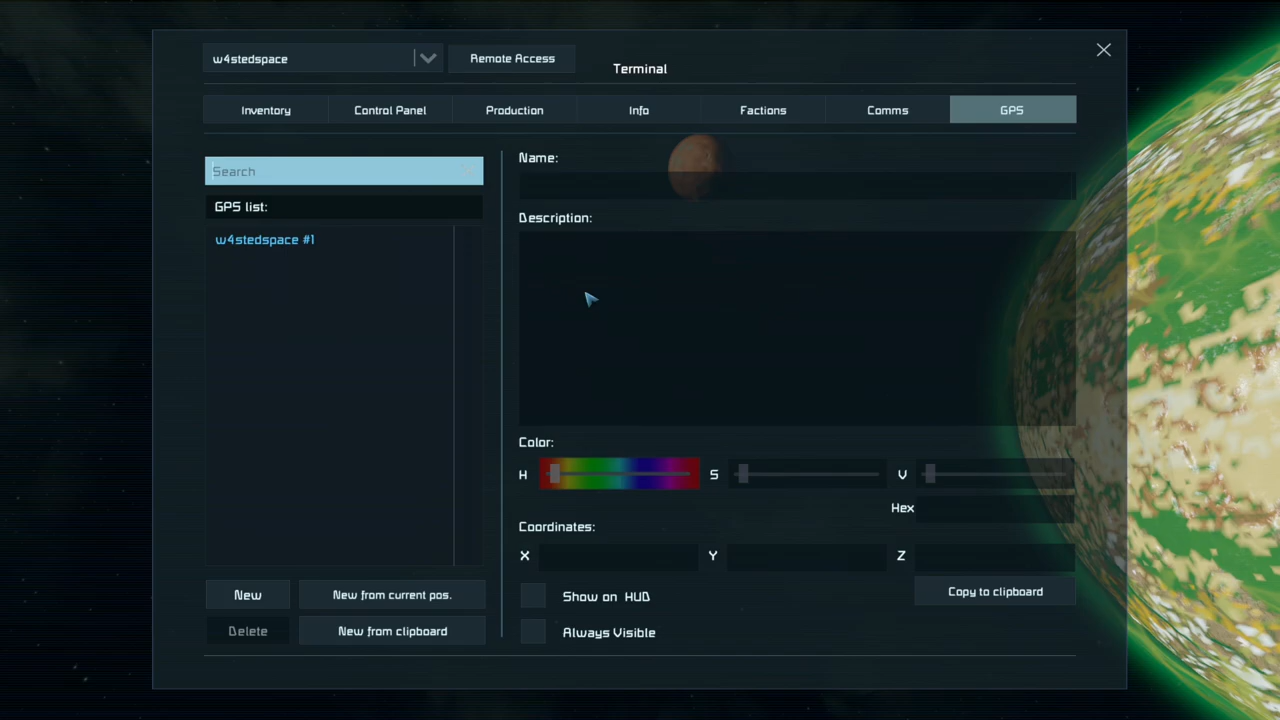 w4stedspace
Remote Access
Terminal
Inventory
Control Panel
Production
Info
Factions
Comms
GPS
Search
GPS list:
w4stedspace #1
New
New from current pos.
Delete
New from clipboard
Name:
Description:
Color:
H
S
V
Hex
Coordinates:
X
Y
Z
Show on HUD
Copy to clipboard
Always Visible